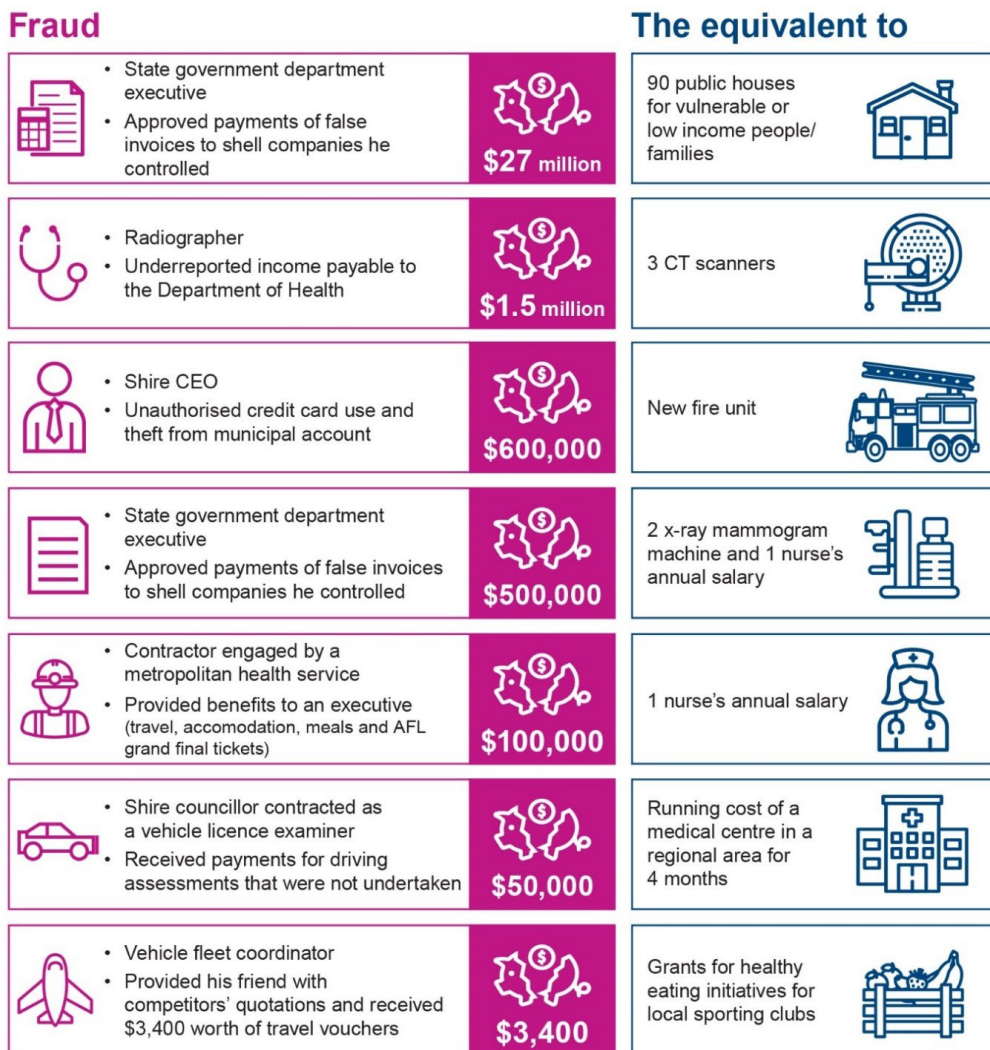 Fraud
The equivalent to
• State government department
executive
• Approved payments of false
invoices to shell companies he
controlled
$
$27 million
90 public houses
for vulnerable or
low income people/
families
• Radiographer
• Underreported income payable to
the Department of Health
$
$1.5 million
3 CT scanners
• Shire CEO
• Unauthorised credit card use and
theft from municipal account
$
$600,000
New fire unit
• State government department
executive
• Approved payments of false invoices
to shell companies he controlled
$
$500,000
2 x-ray mammogram
machine and 1 nurse's
annual salary
• Contractor engaged by a
metropolitan health service
• Provided benefits to an executive
(travel, accomodation, meals and AFL
grand final tickets)
$
$100,000
1 nurse's annual salary
• Shire councillor contracted as
a vehicle licence examiner
• Received payments for driving
assessments that were not undertaken
$
$50,000
Running cost of a
medical centre in a
regional area for
4 months
• Vehicle fleet coordinator
• Provided his friend with
competitors' quotations and received
$3,400 worth of travel vouchers
$
$3,400
Grants for healthy
eating initiatives for
local sporting clubs